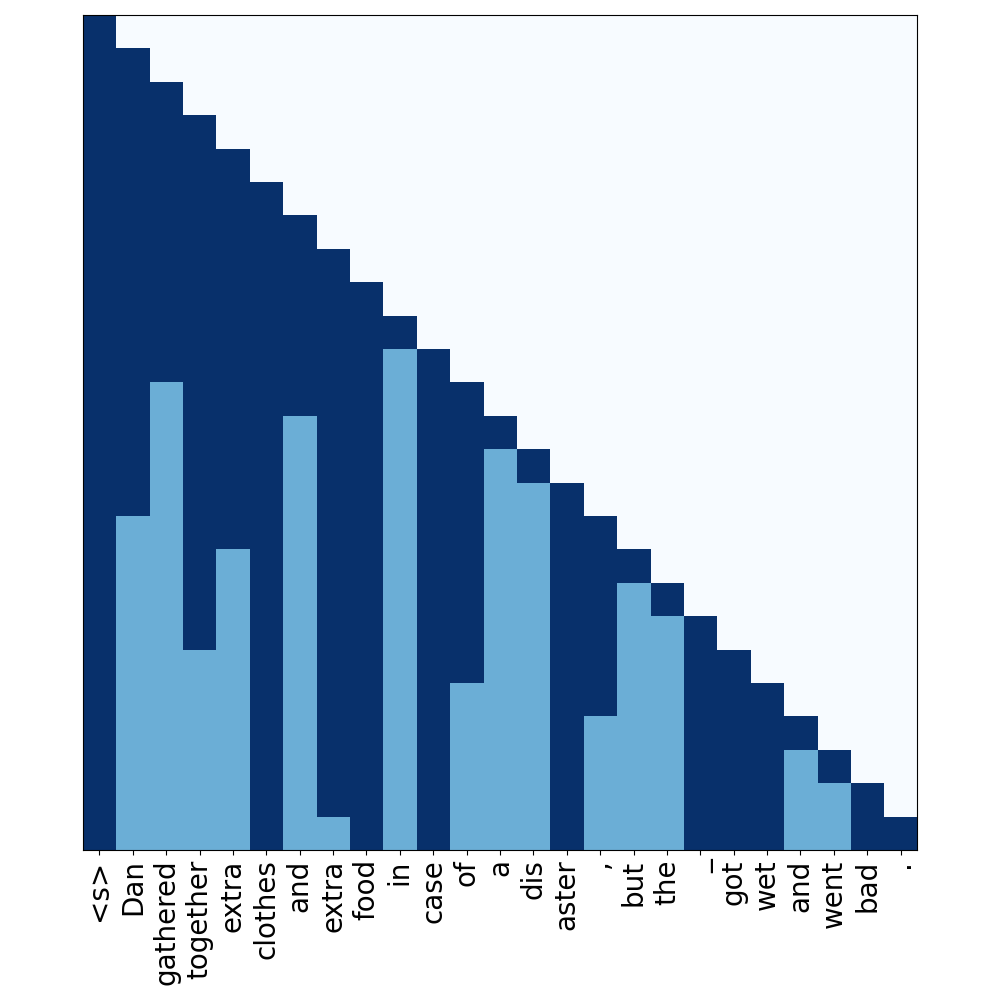 <s> Dan gathered together extra clothes and extra food in case of a dis aster , but the _ got wet and went bad .